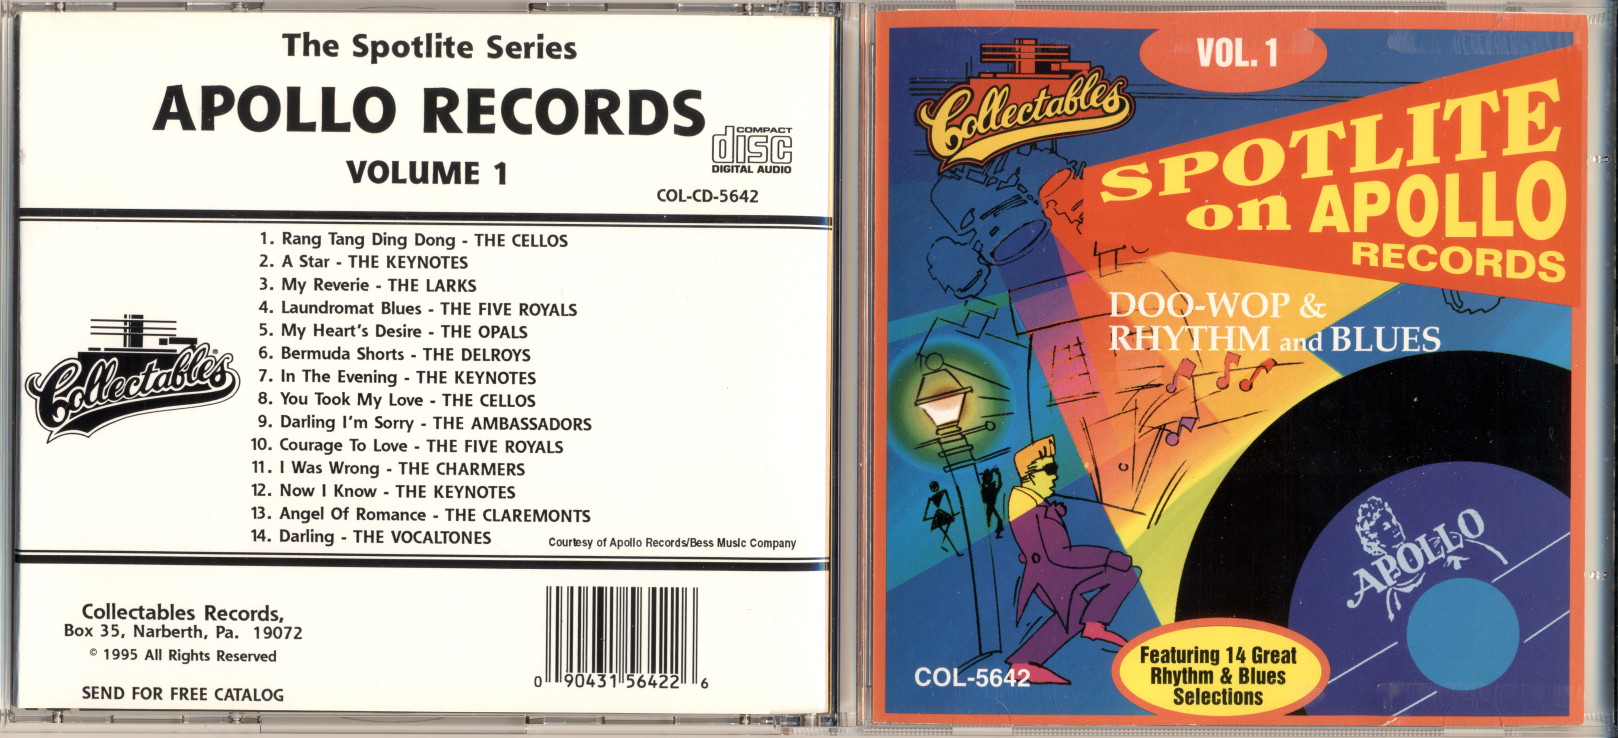 The Spotlite Series
APOLLO RECORDS
VOLUME 1
COMPACT
disc
DIGITAL AUDIO
COL-CD-5642
1. Rang Tang Ding Dong - THE CELLOS
2. A Star - THE KEYNOTES
3. My Reverie - THE LARKS
4. Laundromat Blues - THE FIVE ROYALS
5. My Heart's Desire - THE OPALS
6. Bermuda Shorts - THE DELROYS
7. In The Evening - THE KEYNOTES
8. You Took My Love - THE CELLOS
9. Darling I'm Sorry - THE AMBASSADORS
10. Courage To Love - THE FIVE ROYALS
11. I Was Wrong - THE CHARMERS
12. Now I Know - THE KEYNOTES
13. Angel Of Romance - THE CLAREMONTS
14. Darling - THE VOCALTONES
Courtesy of Apollo Records/Bess Music Company
Collectables®
Collectables Records,
Box 35, Narberth, Pa. 19072
© 1995 All Rights Reserved
SEND FOR FREE CATALOG
0 90431 56422 6
VOL. 1
Collectables
SPOTLITE
on APOLLO
RECORDS
DOO-WOP &
RHYTHM and BLUES
APOLLO
COL-5642
Featuring 14 Great
Rhythm & Blues
Selections